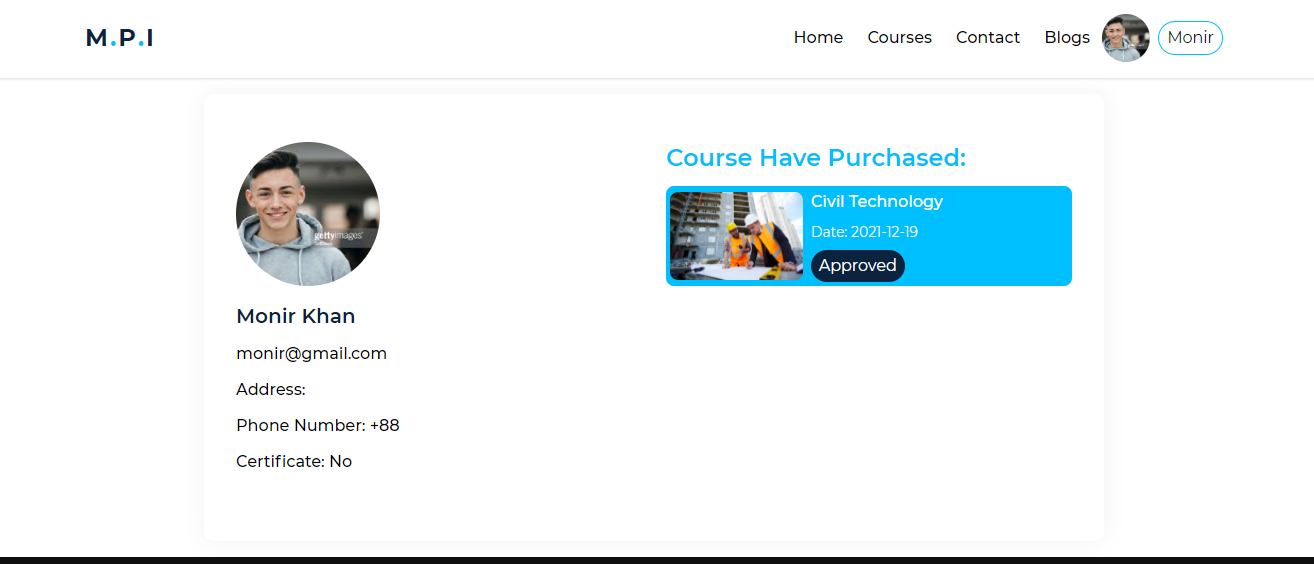 M.P.I
Home Courses Contact Blogs Monir
gettyimages
Monir Khan
monir@gmail.com
Address:
Phone Number: +88
Certificate: No
Course Have Purchased:
Civil Technology
Date: 2021-12-19
Approved